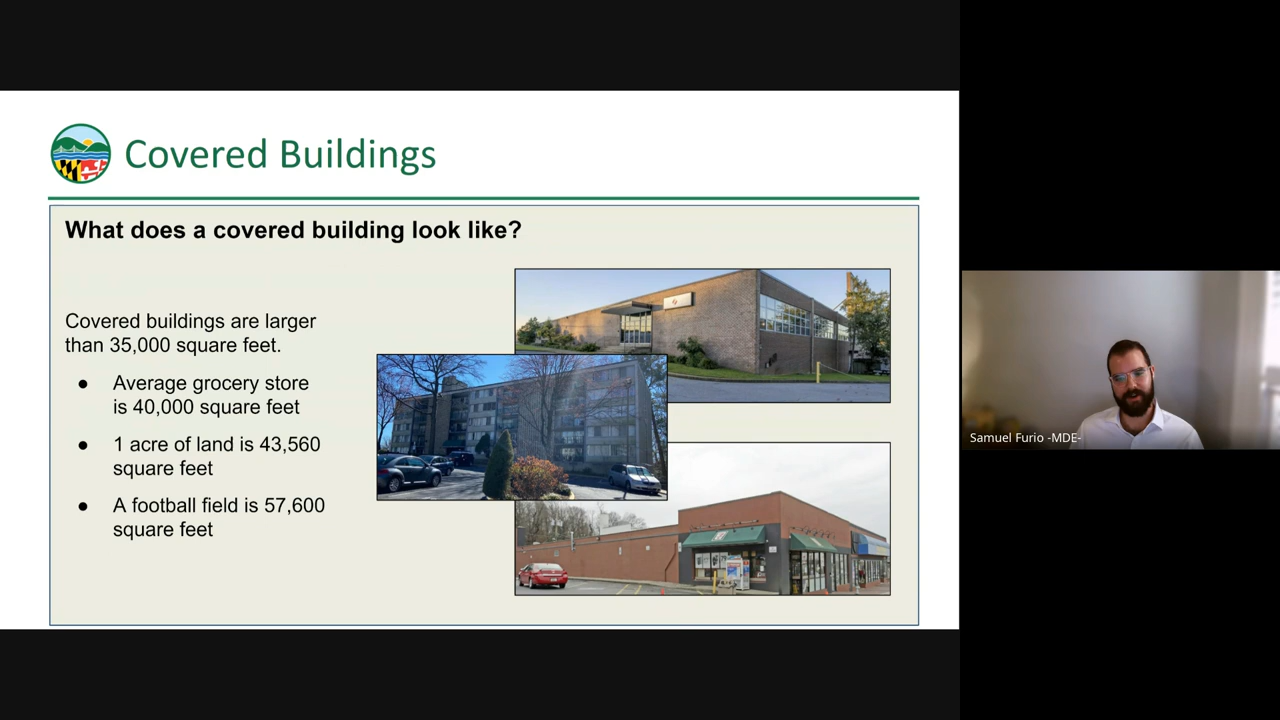 Covered Buildings
What does a covered building look like?
Covered buildings are larger
than 35,000 square feet.
● Average grocery store
is 40,000 square feet
● 1 acre of land is 43,560
square feet
● A football field is 57,600
square feet
Samuel Furio -MDE-